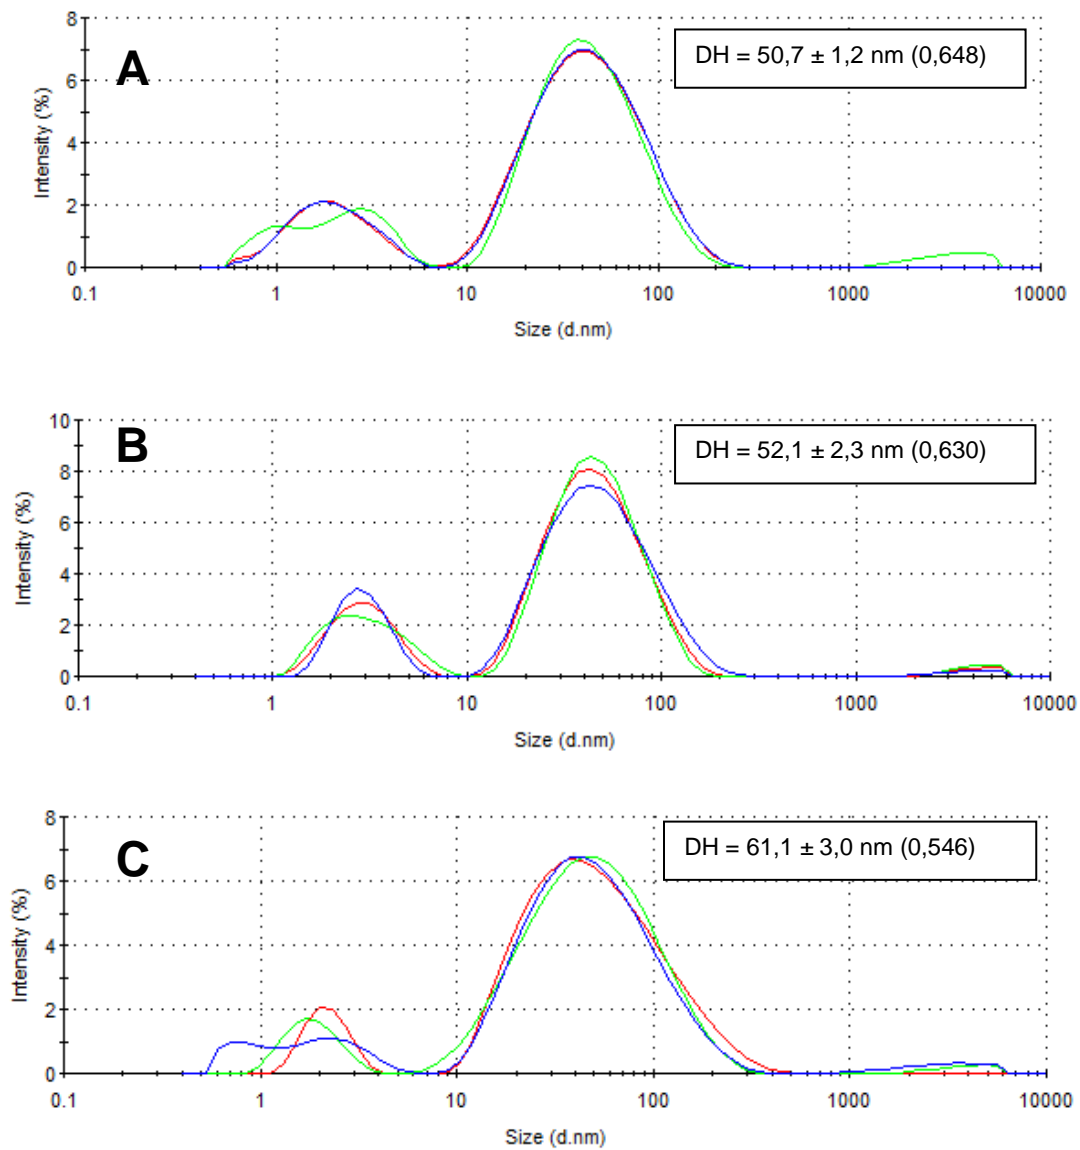 8
A
DH = 50,7 ± 1,2 nm (0,648)
6
4
2
0
Intensity (%)
0.1 1 10 100 1000 10000
Size (d.nm)
10
B
DH = 52,1 ± 2,3 nm (0,630)
8
6
4
2
0
Intensity (%)
0.1 1 10 100 1000 10000
Size (d.nm)
8
C
DH = 61,1 ± 3,0 nm (0,546)
6
4
2
0
Intensity (%)
0.1 1 10 100 1000 10000
Size (d.nm)